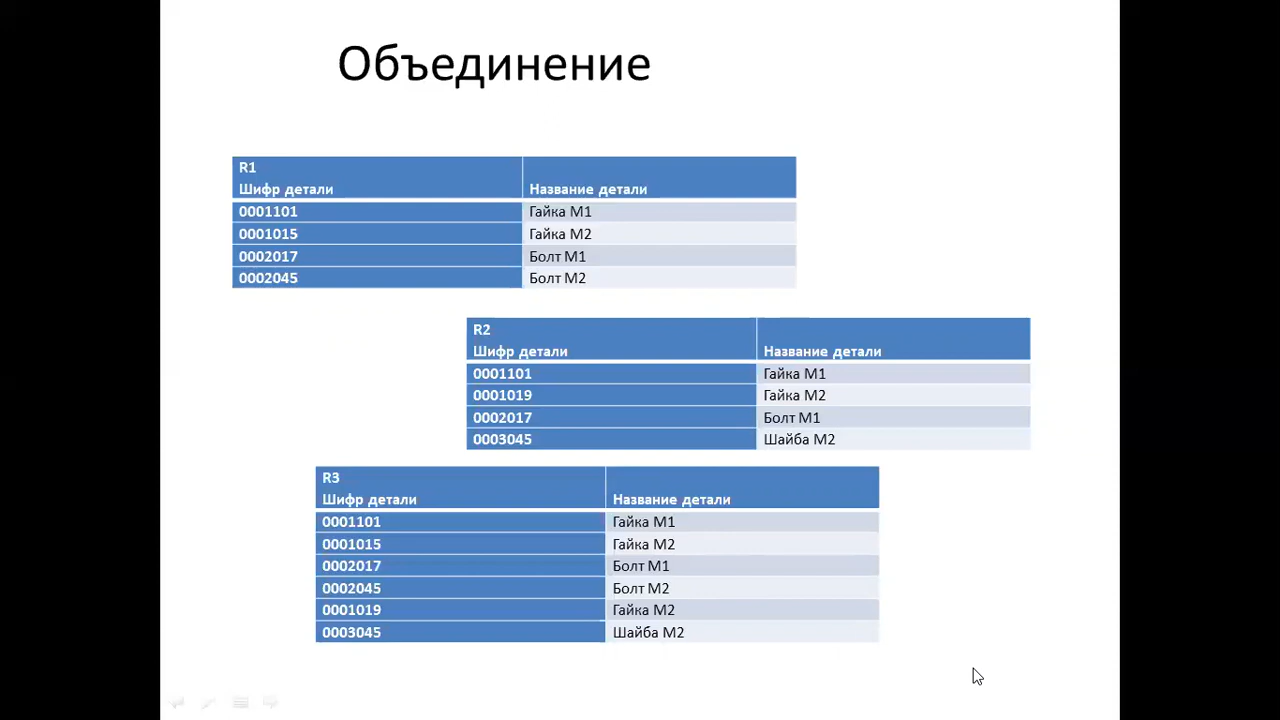 Объединение
R1
Шифр детали Название детали
0001101 Гайка М1
0001015 Гайка М2
0002017 Болт М1
0002045 Болт М2
R2
Шифр детали Название детали
0001101 Гайка М1
0001019 Гайка М2
0002017 Болт М1
0003045 Шайба М2
R3
Шифр детали Название детали
0001101 Гайка М1
0001015 Гайка М2
0002017 Болт М1
0002045 Болт М2
0001019 Гайка М2
0003045 Шайба М2